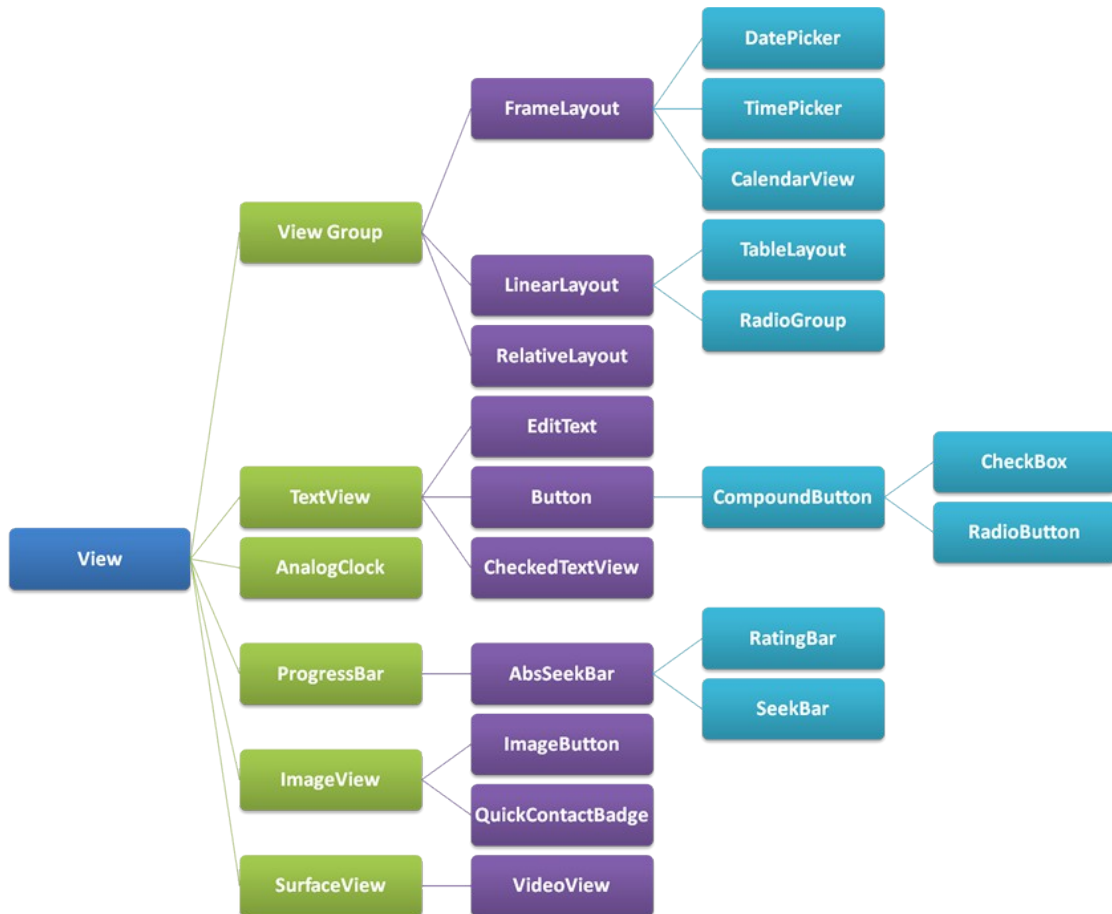 View
View Group
FrameLayout
DatePicker
TimePicker
CalendarView
LinearLayout
TableLayout
RadioGroup
RelativeLayout
TextView
EditText
Button
CompoundButton
CheckBox
RadioButton
CheckedTextView
AnalogClock
ProgressBar
AbsSeekBar
RatingBar
SeekBar
ImageView
ImageButton
QuickContactBadge
SurfaceView
VideoView